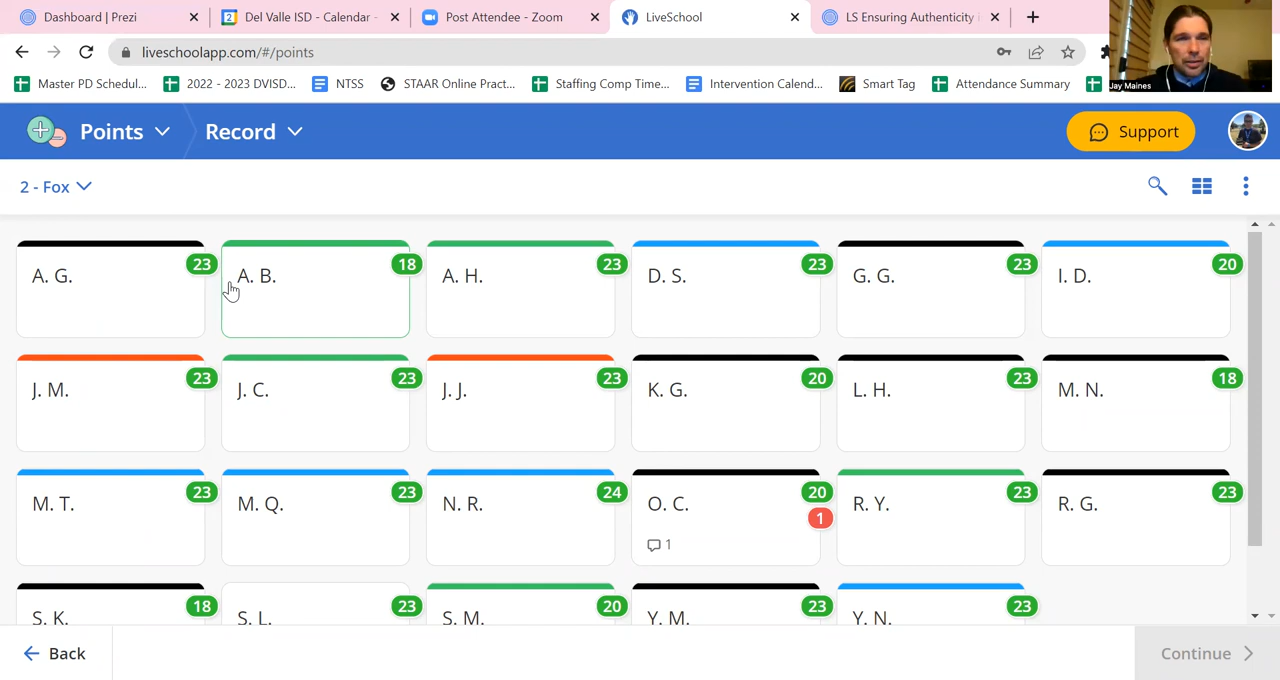 Dashboard | Prezi
Del Valle ISD - Calendar -
Post Attendee - Zoom
LiveSchool
LS Ensuring Authenticity
liveschoolapp.com/#/points
Master PD Schedul...
2022 - 2023 DVISD...
NTSS
STAAR Online Pract...
Staffing Comp Time...
Intervention Calend...
Smart Tag
Attendance Summary
Jay Maines
Points
Record
Support
2 - Fox
A. G. 23
A. B. 18
A. H. 23
D. S. 23
G. G. 23
I. D. 20
J. M. 23
J. C. 23
J. J. 23
K. G. 20
L. H. 23
M. N. 18
M. T. 23
M. Q. 23
N. R. 24
O. C. 20
1
1
R. Y. 23
R. G. 23
S. K. 18
S. L. 23
S. M. 20
Y. M. 23
Y. N. 23
Back
Continue